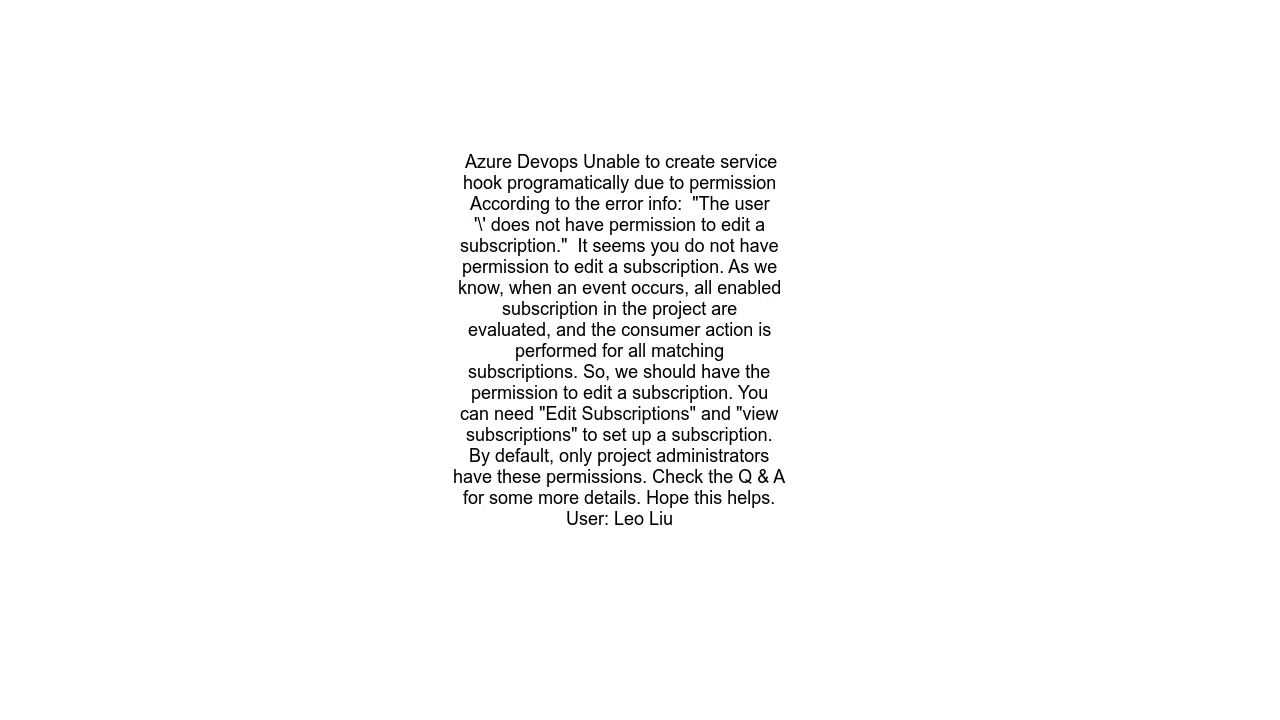 Azure Devops Unable to create service
hook programatically due to permission
According to the error info:  "The user
'\' does not have permission to edit a
subscription."  It seems you do not have
permission to edit a subscription. As we
know, when an event occurs, all enabled
subscription in the project are
evaluated, and the consumer action is
performed for all matching
subscriptions. So, we should have the
permission to edit a subscription. You
can need "Edit Subscriptions" and "view
subscriptions" to set up a subscription.
By default, only project administrators
have these permissions. Check the Q & A
for some more details. Hope this helps.
User: Leo Liu